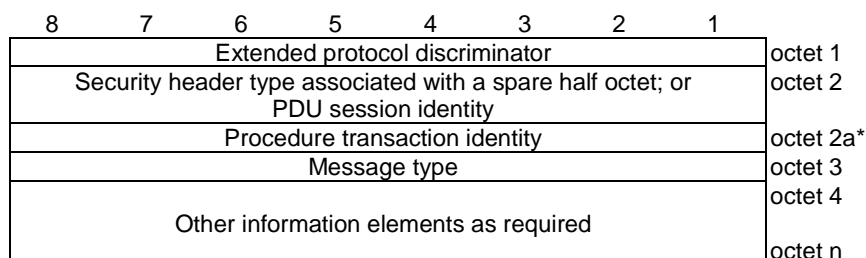 8 7 6 5 4 3 2 1
Extended protocol discriminator octet 1
Security header type associated with a spare half octet; or octet 2
PDU session identity
Procedure transaction identity octet 2a*
Message type octet 3
octet 4
Other information elements as required
octet n